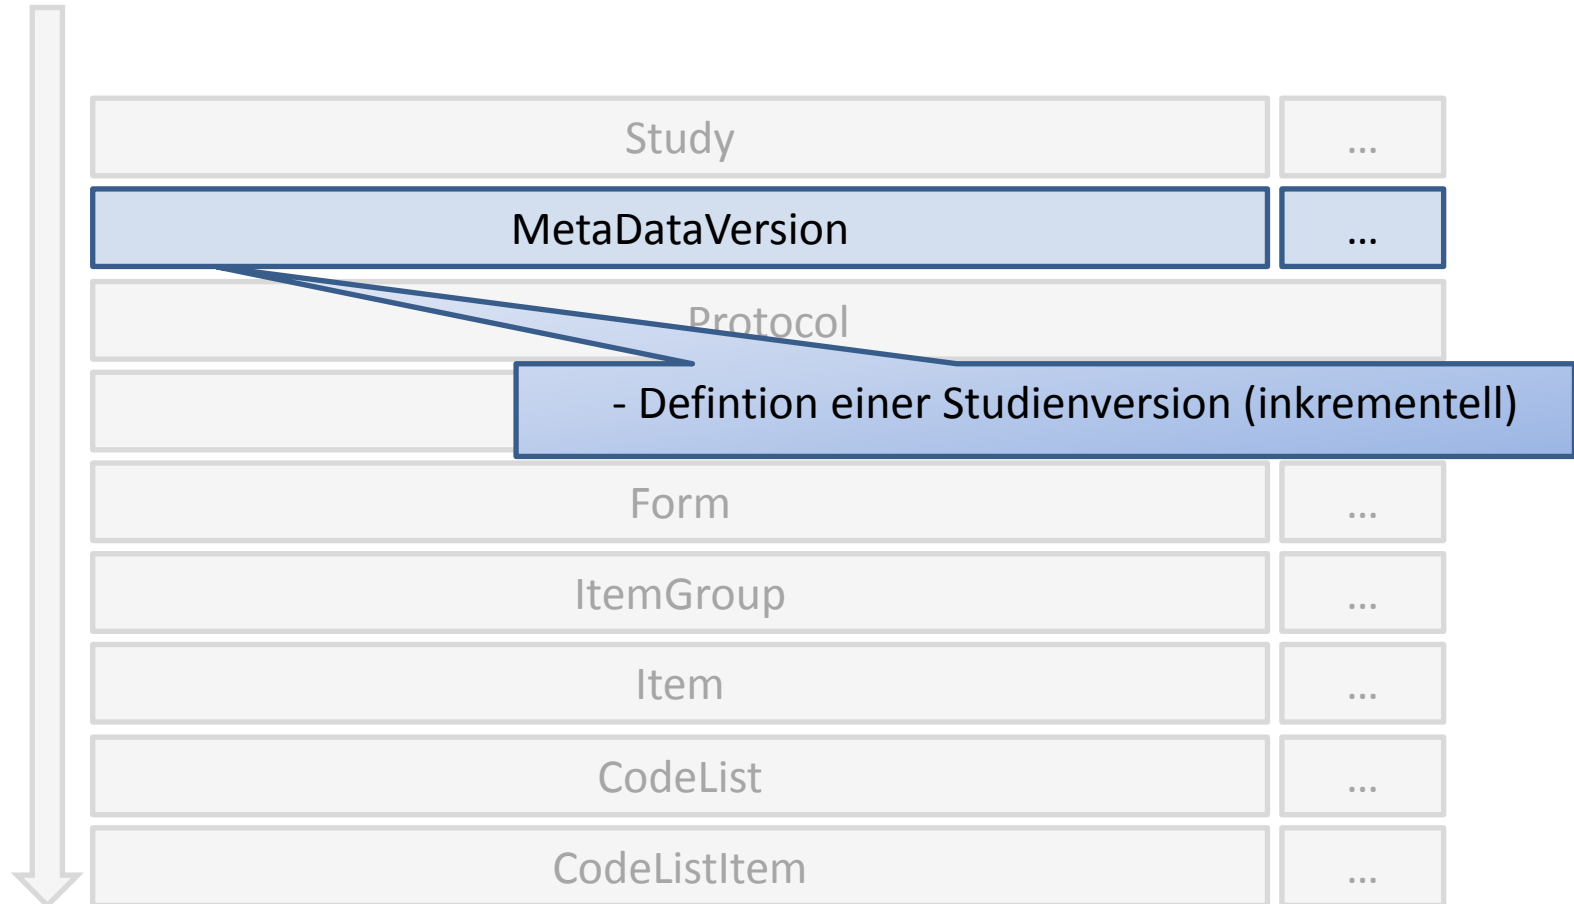 Study ...
MetaDataVersion ...
Protocol
- Defintion einer Studienversion (inkrementell)
Form ...
ItemGroup ...
Item ...
CodeList ...
CodeListItem ...